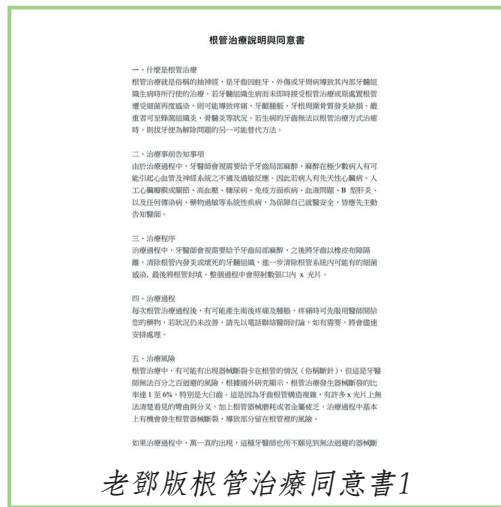 根管治療說明與同意書
一、什麼是根管治療
根管治療就是俗稱的抽神經，是牙齒因蛀牙、外傷或牙周病導致其內部牙髓組
織生病時所行使的治療，若牙髓組織生病而未即時接受根管治療或原處置根管
遭受細菌再度感染，則可能導致疼痛、牙齦腫脹、牙根周圍骨質發炎缺損、嚴
重者可至蜂窩組織炎、骨髓炎等狀況，若生病的牙齒無法以根管治療方式治癒
時，則拔牙便為解除問題的另一可能替代方法。
二、治療事前告知事項
由於治療過程中，牙醫師會視需要給予牙齒局部麻醉，麻醉在極少數病人有可
能引起心血管及神經系統之不適及過敏反應，因此若病人有先天性心臟病、人
工心臟瓣膜或關節、高血壓、糖尿病、免疫方面疾病、血液問題、B 型肝炎、
以及任何傳染病、藥物過敏等系統性疾病，為保障自己就醫安全，皆應先主動
告知醫師。
三、治療程序
治療過程中，牙醫師會視需要給予牙齒局部麻醉，之後將牙齒以橡皮布障隔
離，清除根管內發炎或壞死的牙髓組織，進一步清除根管系統內可能有的細菌
感染, 最後將根管封填。整個過程中會照射數張口內 x 光片。
四、治療過程
每次根管治療過程後，有可能產生術後疼痛及腫脹，疼痛時可先服用醫師開給
您的藥物，若狀況仍未改善，請先以電話聯絡醫師討論，如有需要，將會儘速
安排處理。
五、治療風險
根管治療中，有可能有出現器械斷裂卡在根管的情況（俗稱斷針），但這是牙醫
師無法百分之百迴避的風險，根據國外研究顯示，根管治療發生器械斷裂的比
率達 1 至 6%，特別是大臼齒。這是因為牙齒根管構造複雜，有許多 x 光片上無
法清楚看見的彎曲與分叉，加上根管器械磨耗或者金屬疲乏，治療過程中基本
上有機會發生根管器械斷裂，導致部分留在根管裡的風險。
如果治療過程中，萬一真的出現，這種牙醫師也所不願見到無法迴避的器械斷
老鄧版根管治療同意書1